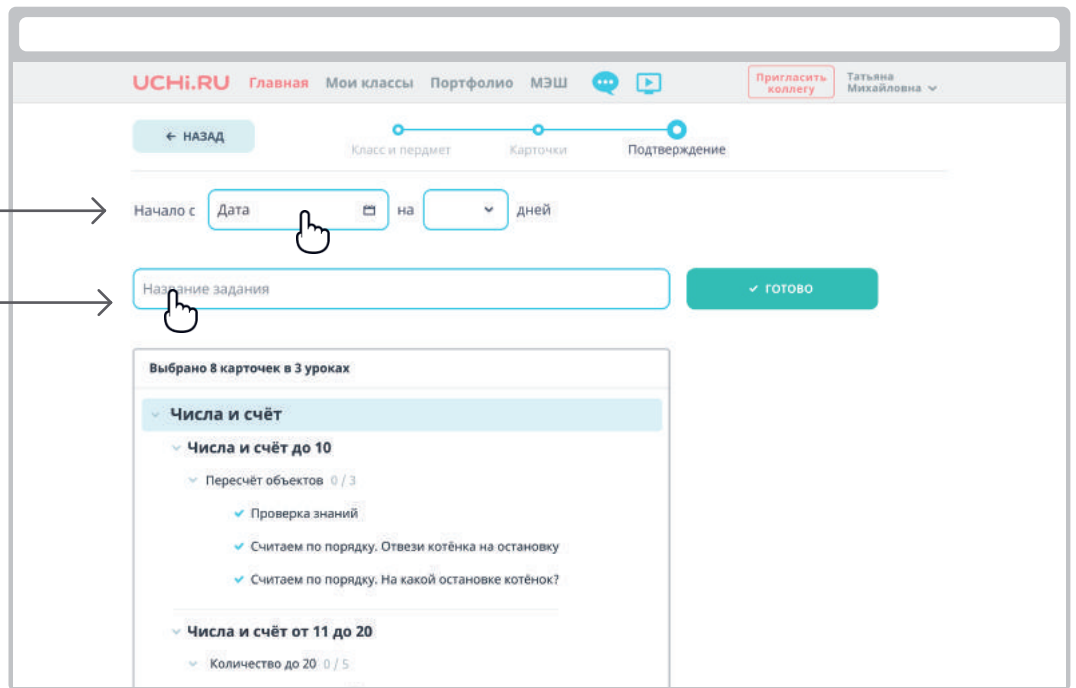 UCHi.RU Главная Мои классы Портфолио МЭШ Пригласить коллегу Татьяна Михайловна
← НАЗАД
Класс и пердмет Карточки Подтверждение
Начало с Дата на дней
Название задания
ГОТОВО
Выбрано 8 карточек в 3 уроках
Числа и счёт
Числа и счёт до 10
Пересчёт объектов 0 / 3
Проверка знаний
Считаем по порядку. Отвези котёнка на остановку
Считаем по порядку. На какой остановке котёнок?
Числа и счёт от 11 до 20
Количество до 20 0 / 5